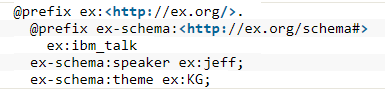 @prefix ex:<http://ex.org/>.
@prefix ex-schema:<http://ex.org/schema#>
ex:ibm_talk
ex-schema:speaker ex:jeff;
ex-schema:theme ex:KG;